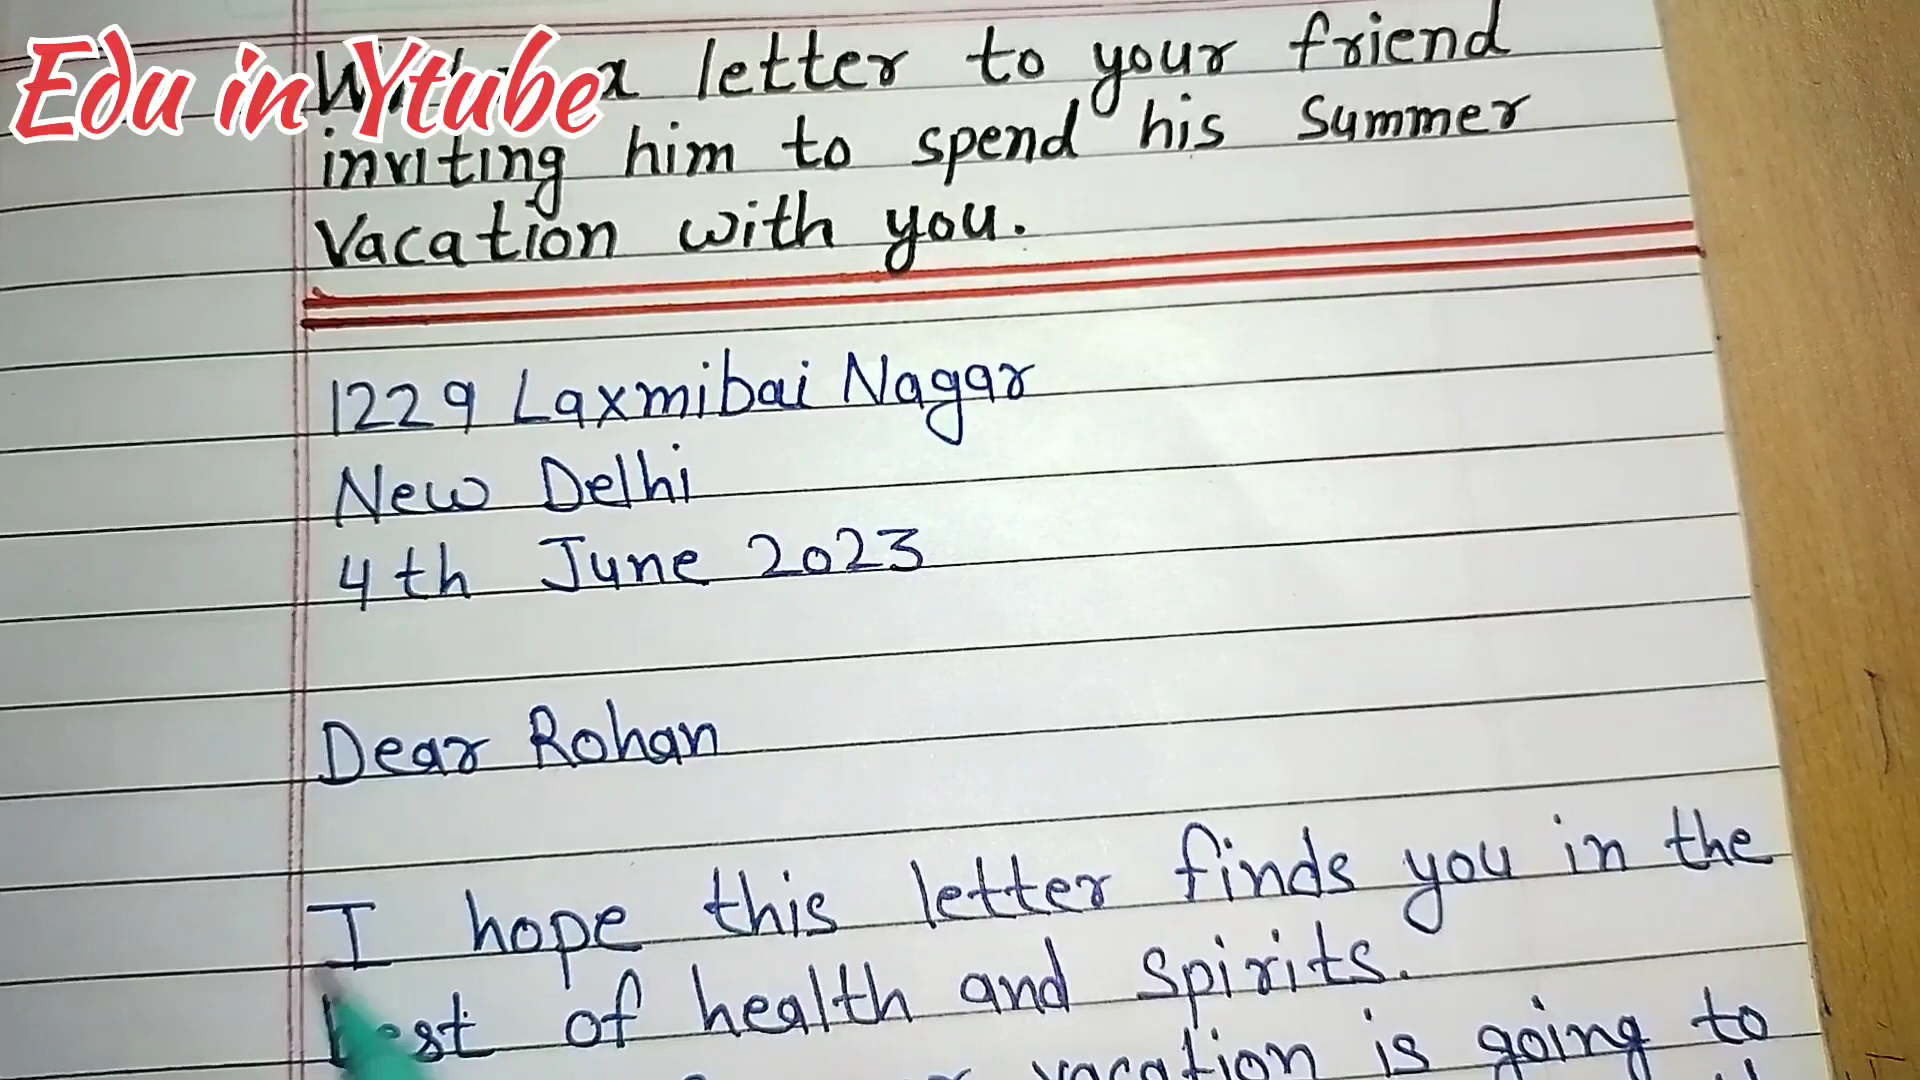 Edu in Ytube
a letter to your friend
inviting him to spend his Summer
Vacation with you.
1229 Laxmibai Nagar
New Delhi
4th June 2023
Dear Rohan
I hope this letter finds you in the
best of health and spirits.
vacation is going to